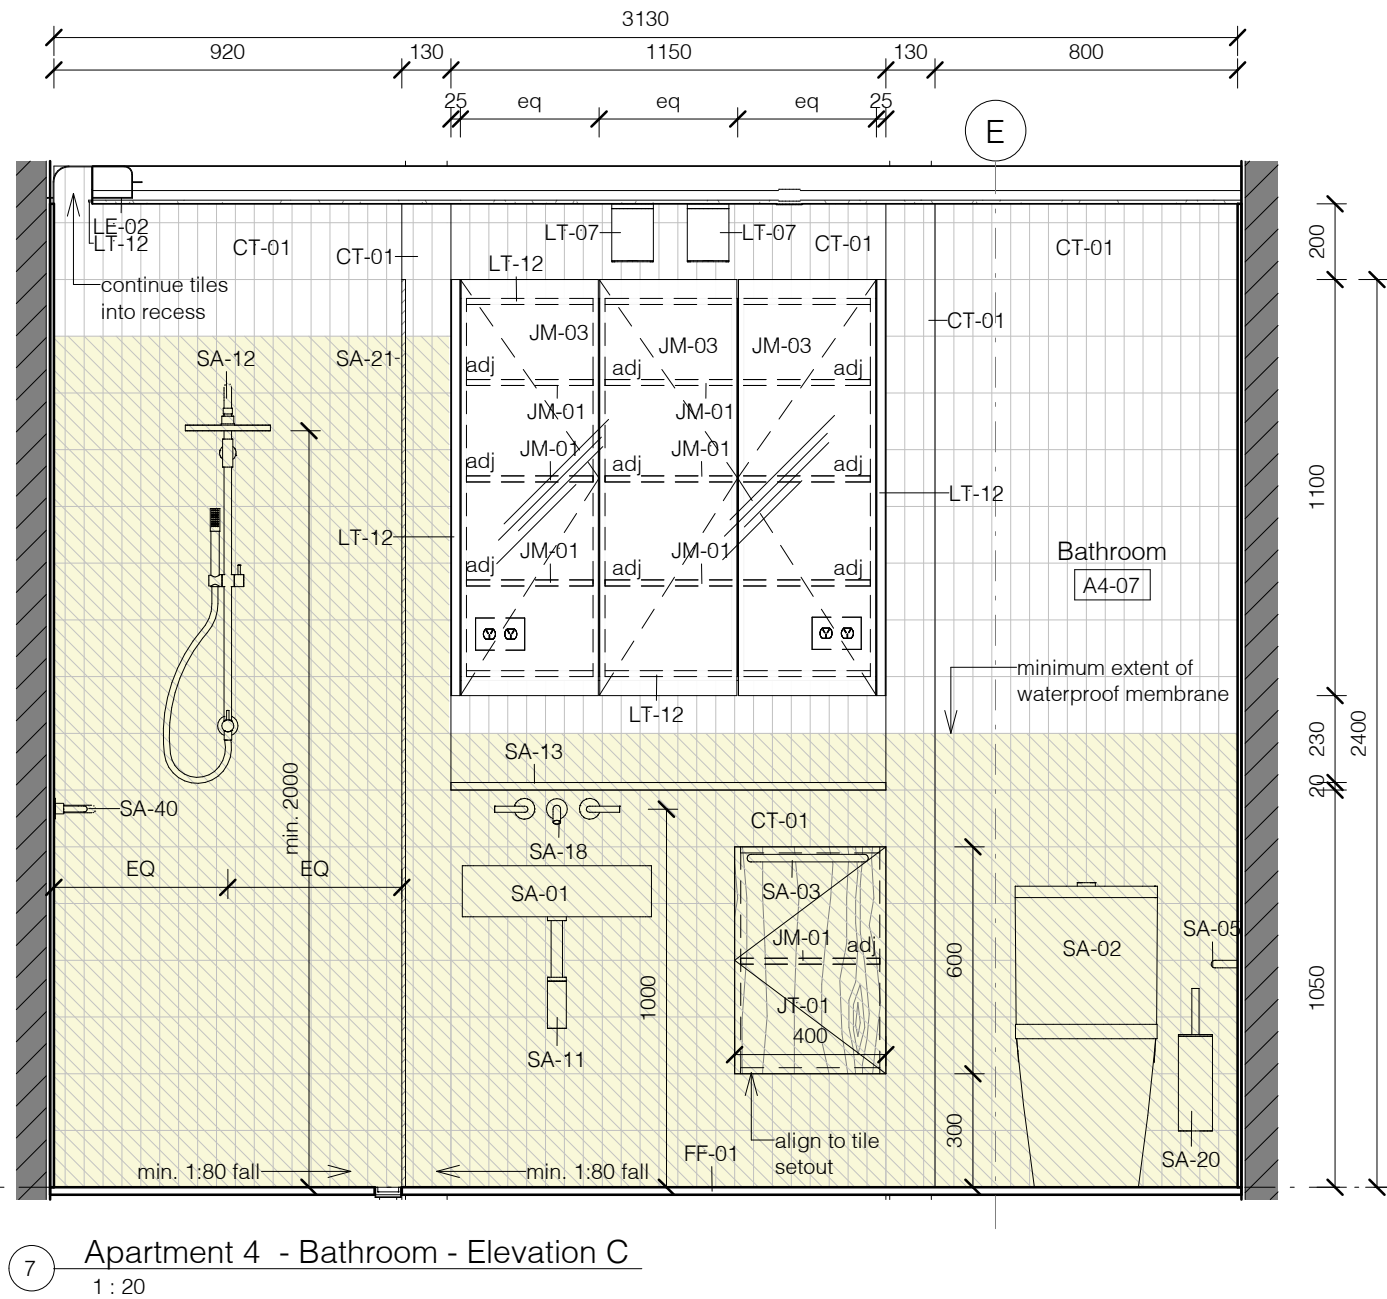 3130
920
130
1150
130
800
25
eq
eq
eq
25
E
LE-02
LT-12
CT-01
CT-01
LT-07
LT-07
CT-01
CT-01
200
LT-12
continue tiles
into recess
CT-01
JM-03
JM-03
JM-03
SA-12
SA-21
adj
adj
adj
JM-01
JM-01
JM-01
JM-01
adj
adj
adj
LT-12
1100
LT-12
JM-01
JM-01
adj
adj
adj
Bathroom
A4-07
minimum extent of
waterproof membrane
LT-12
230
2400
SA-13
20
min. 2000
SA-40
CT-01
SA-18
EQ
EQ
SA-01
SA-03
SA-05
JM-01
adj
SA-02
600
1000
1050
JT-01
400
SA-11
300
align to tile
setout
FF-01
SA-20
min. 1:80 fall
min. 1:80 fall
7
Apartment 4 - Bathroom - Elevation C
1 : 20